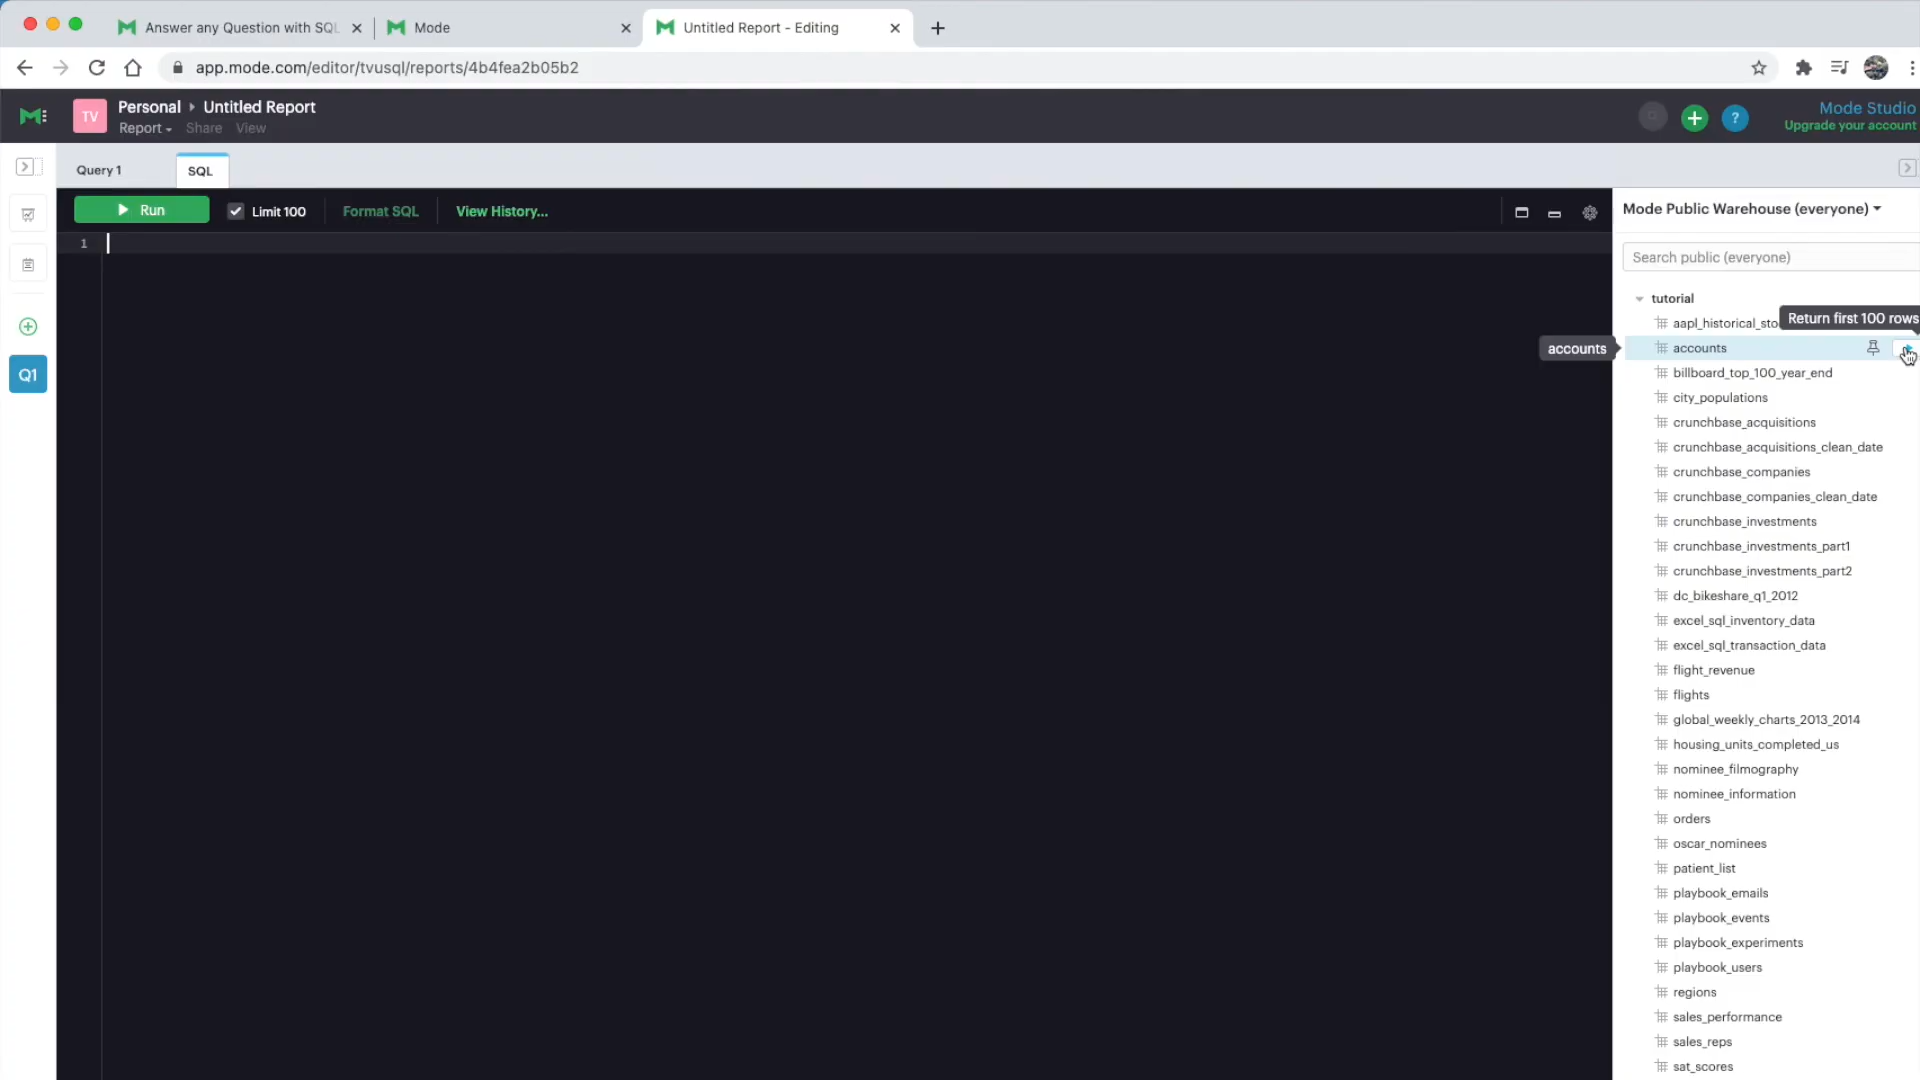 Answer any Question with SQL
Mode
Untitled Report - Editing
app.mode.com/editor/tvusql/reports/4b4fea2b05b2
TV
Personal
Untitled Report
Report
Share
View
?
Mode Studio
Upgrade your account
Query 1
SQL
Run
Limit 100
Format SQL
View History...
1
Q1
Mode Public Warehouse (everyone)
Search public (everyone)
tutorial
Return first 100 rows
aapl_historical_sto
accounts
accounts
billboard_top_100_year_end
city_populations
crunchbase_acquisitions
crunchbase_acquisitions_clean_date
crunchbase_companies
crunchbase_companies_clean_date
crunchbase_investments
crunchbase_investments_part1
crunchbase_investments_part2
dc_bikeshare_q1_2012
excel_sql_inventory_data
excel_sql_transaction_data
flight_revenue
flights
global_weekly_charts_2013_2014
housing_units_completed_us
nominee_filmography
nominee_information
orders
oscar_nominees
patient_list
playbook_emails
playbook_events
playbook_experiments
playbook_users
regions
sales_performance
sales_reps
sat_scores